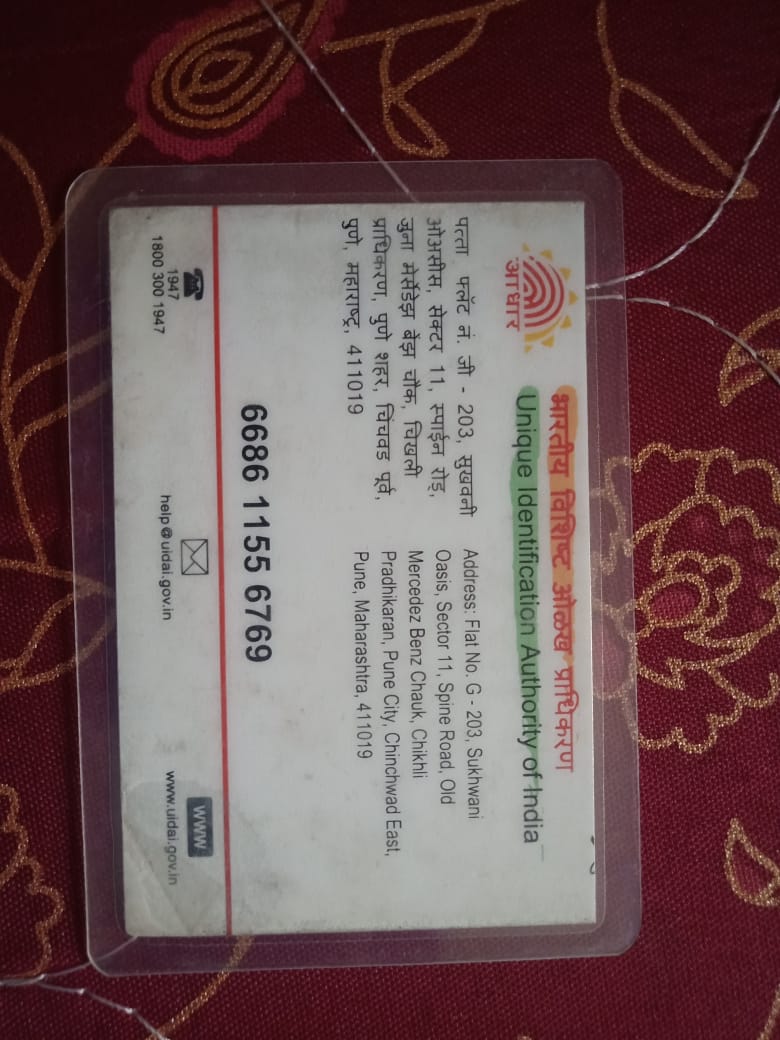 भारतीय विशिष्ट ओळख प्राधिकरण
Unique Identification Authority of India
आधार
पत्ता फ्लॅट नं. जी - 203, सुखवनी
ओअसीस, सेक्टर 11, स्पाईन रोड,
जुना मेर्सेडेझ बेंझ चौक, चिखली
प्राधिकरण, पुणे शहर, चिंचवड पूर्व,
पुणे, महाराष्ट्र, 411019
Address: Flat No. G - 203, Sukhwani
Oasis, Sector 11, Spine Road, Old
Mercedez Benz Chauk, Chikhli
Pradhikaran, Pune City, Chinchwad East,
Pune, Maharashtra, 411019
6686 1155 6769
1947
1800 300 1947
help@uidai.gov.in
WWW
www.uidai.gov.in